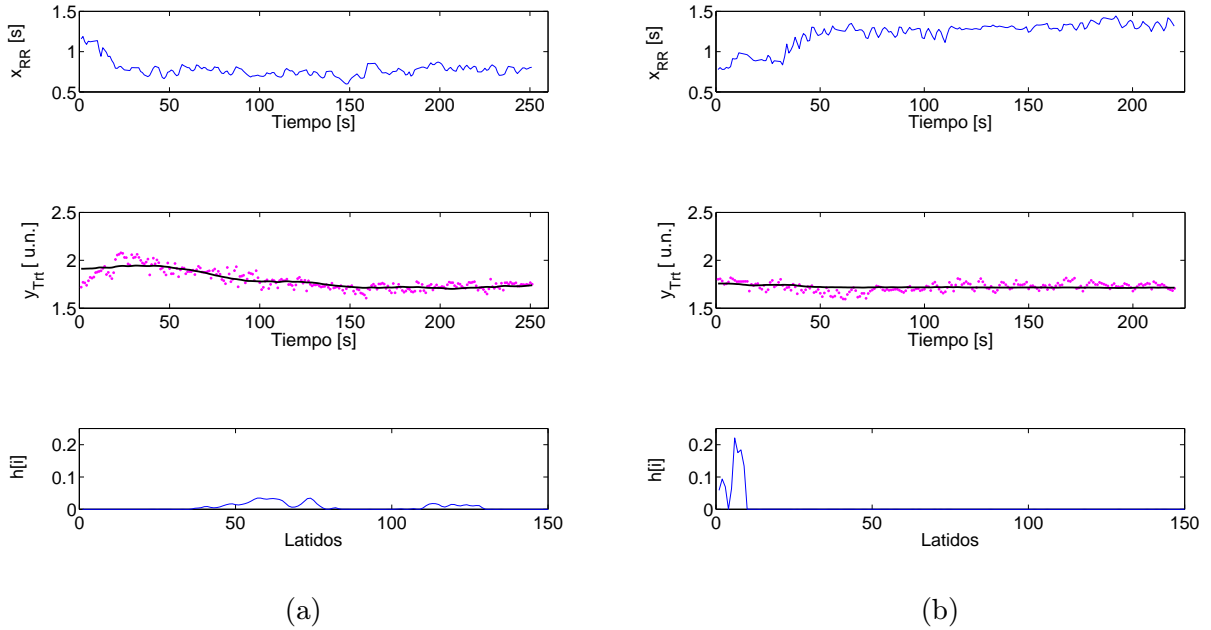 1.5
1
0.5
x_RR [s]
0 50 100 150 200 250
Tiempo [s]
2.5
2
1.5
y_Trt [ u.n.]
0 50 100 150 200 250
Tiempo [s]
0.2
0.1
0
h[i]
0 50 100 150
Latidos
(a)
1.5
1
0.5
x_RR [s]
0 50 100 150 200
Tiempo [s]
2.5
2
1.5
y_Trt [ u.n.]
0 50 100 150 200
Tiempo [s]
0.2
0.1
0
h[i]
0 50 100 150
Latidos
(b)